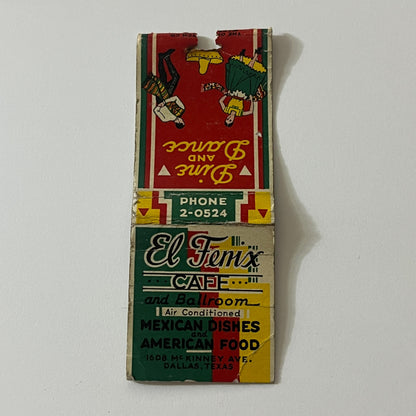 Dine
AND
Dance
PHONE
2-0524
El Fenix
CAFE
and Ballroom
Air Conditioned
MEXICAN DISHES
and
AMERICAN FOOD
1608 McKINNEY AVE.
DALLAS, TEXAS